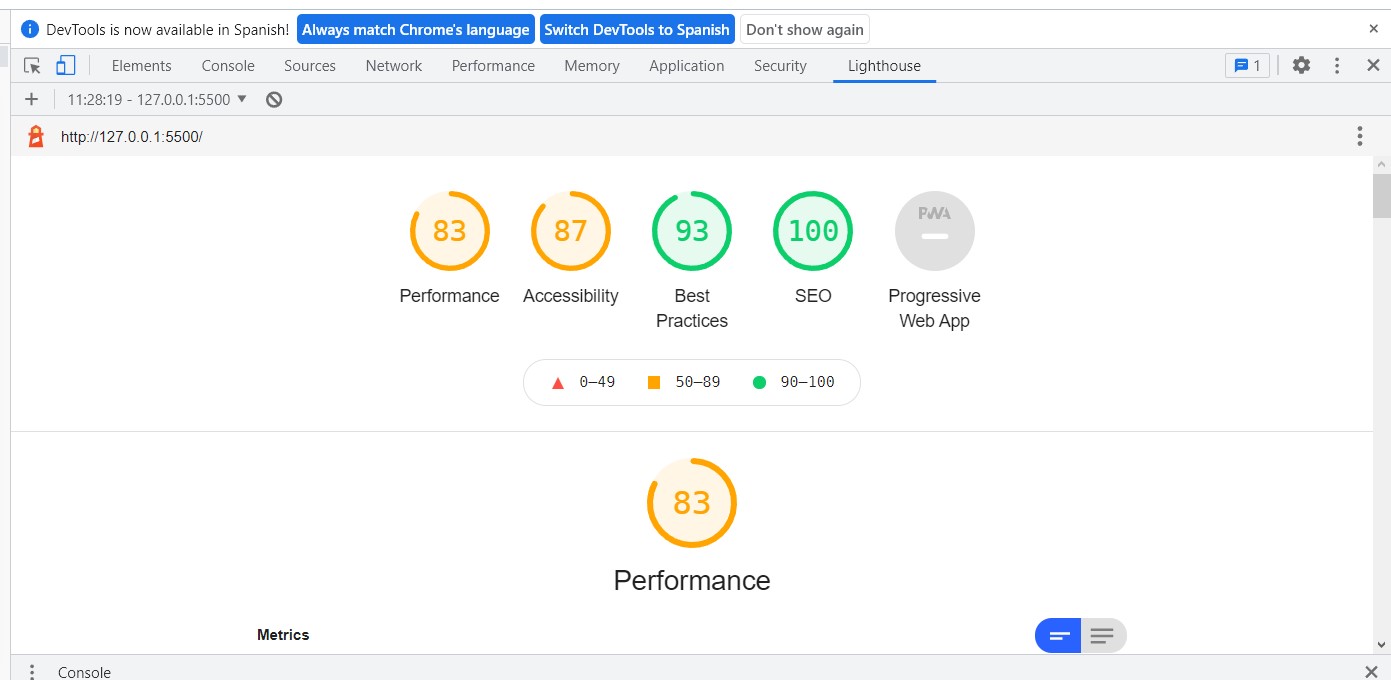 DevTools is now available in Spanish! Always match Chrome's language Switch DevTools to Spanish Don't show again
Elements Console Sources Network Performance Memory Application Security Lighthouse 1
11:28:19 - 127.0.0.1:5500
http://127.0.0.1:5500/
83 87 93 100 PWA
Performance Accessibility Best Practices SEO Progressive Web App
0–49 50–89 90–100
83
Performance
Metrics
Console